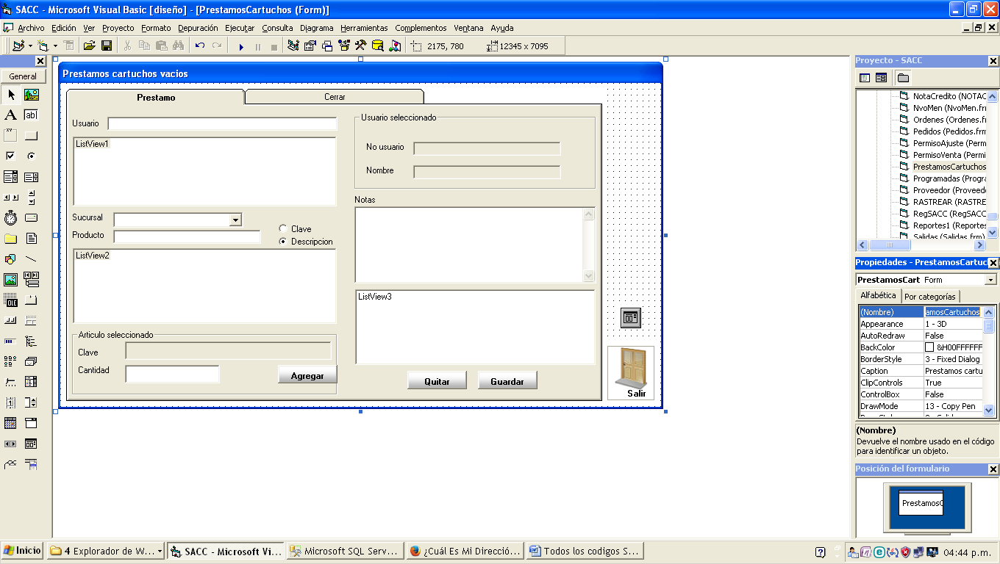 SACC - Microsoft Visual Basic [diseño] - [PrestamosCartuchos (Form)]
Archivo Edición Ver Proyecto Formato Depuración Ejecutar Consulta Diagrama Herramientas Complementos Ventana Ayuda
2175, 780 12345 x 7095
General
A ab|
xv
OLE
Prestamos cartuchos vacios
Prestamo Cerrar
Usuario
ListView1
Sucursal
Producto
Clave
Descripcion
ListView2
Articulo seleccionado
Clave
Cantidad
Agregar
Usuario seleccionado
No usuario
Nombre
Notas
ListView3
Quitar Guardar
Salir
Proyecto - SACC
NotaCredito (NOTAC
NvoMen (NvoMen.frm
Ordenes (Ordenes.fr
Pedidos (Pedidos.frm
PermisoAjuste (Permi
PermisoVenta (Permi
PrestamosCartuchos
Programadas (Progra
Proveedor (Proveed
RASTREAR (RASTRE
RegSACC (RegSACC
Reportes1 (Reportes
Salidas (Salidas.frm)
Propiedades - PrestamosCartuc
PrestamosCart Form
Alfabética Por categorías
(Nombre) amosCartuchos
Appearance 1 - 3D
AutoRedraw False
BackColor &H00FFFFFF
BorderStyle 3 - Fixed Dialog
Caption Prestamos cartu
ClipControls True
ControlBox False
DrawMode 13 - Copy Pen
(Nombre)
Devuelve el nombre usado en el código
para identificar un objeto.
Posición del formulario
PrestamosC
Inicio 4 Explorador de W... SACC - Microsoft Vi... Microsoft SQL Serv... ¿Cuál Es Mi Direcció... Todos los codigos S... 04:44 p.m.